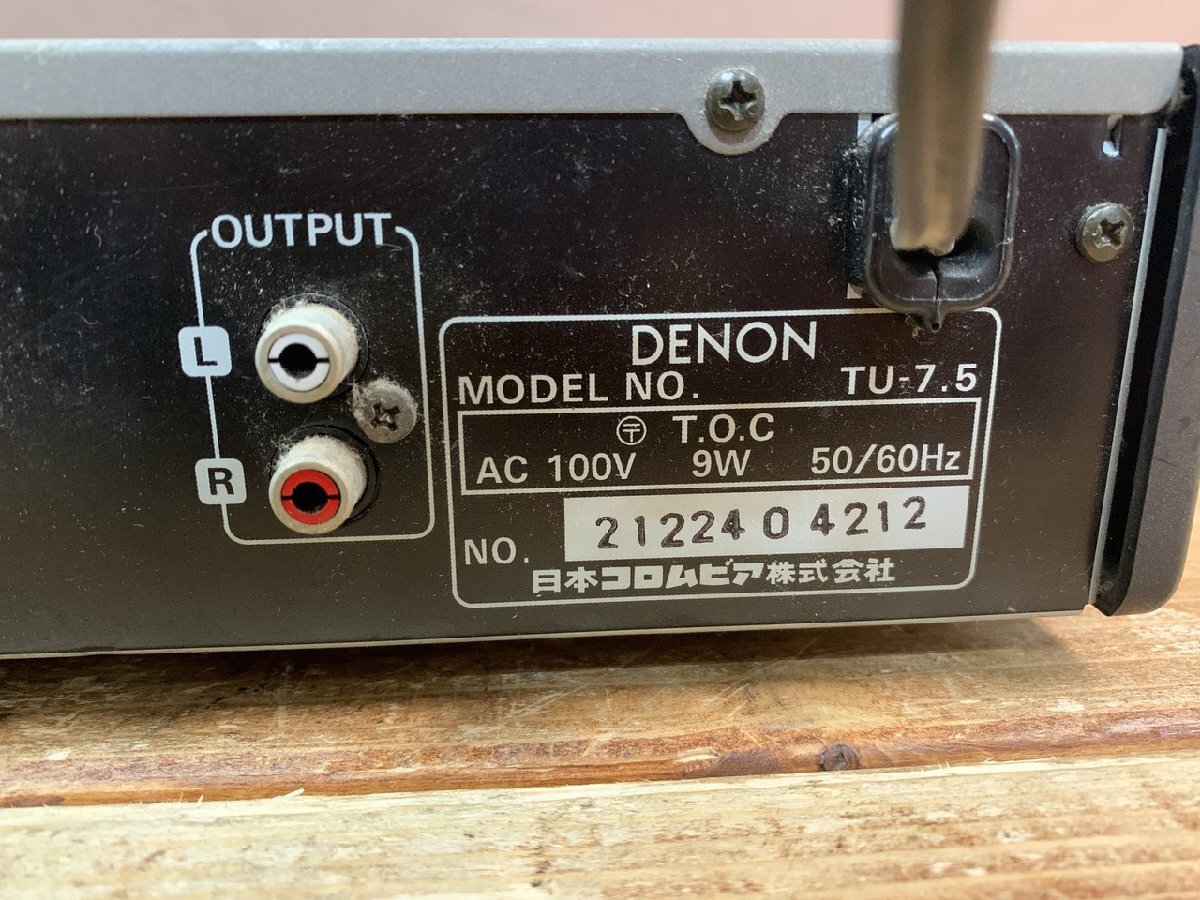 OUTPUT
L
R
DENON
MODEL NO. TU-7.5
〶 T.O.C
AC 100V 9W 50/60Hz
NO. 21224 0 4212
日本コロムビア株式会社